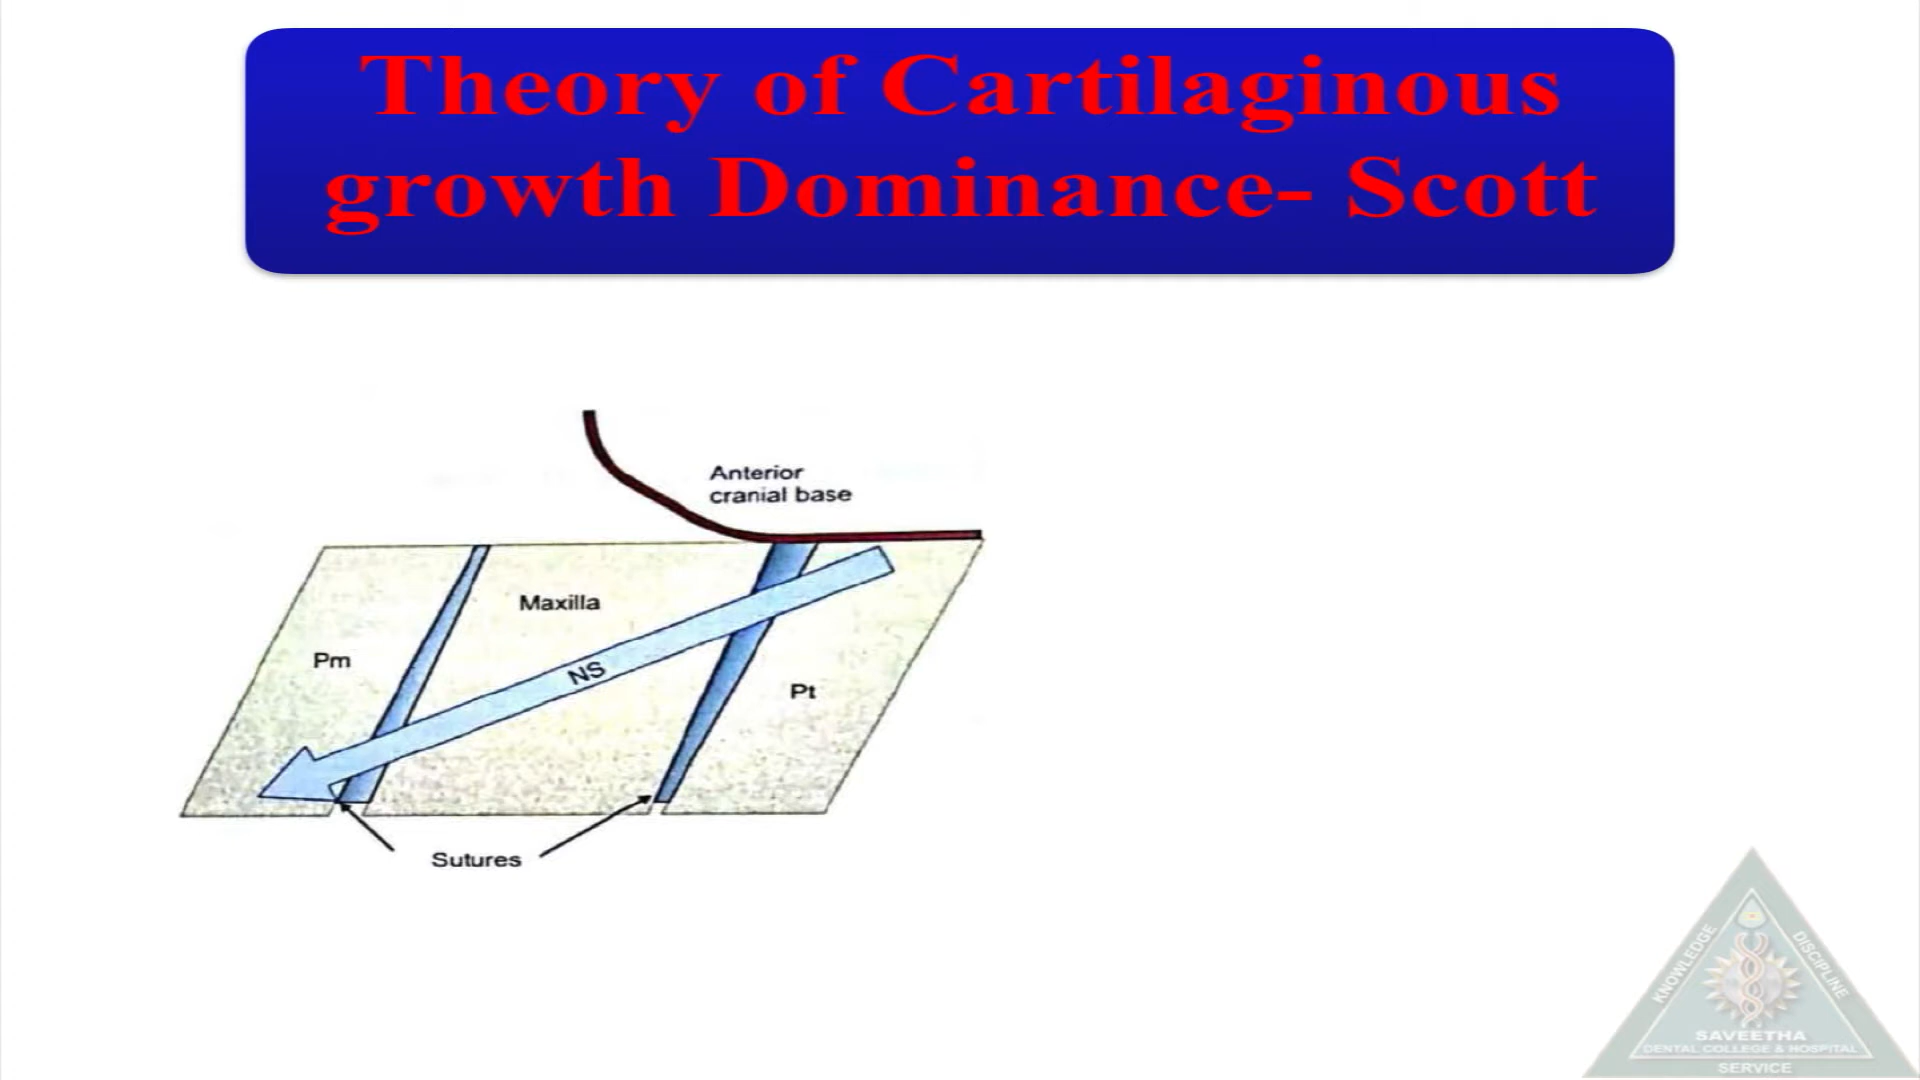 Theory of Cartilaginous
growth Dominance- Scott
Anterior
cranial base
Maxilla
Pm
NS
Pt
Sutures
KNOWLEDGE
DISCIPLINE
SAVEETHA
DENTAL COLLEGE & HOSPITAL
SERVICE